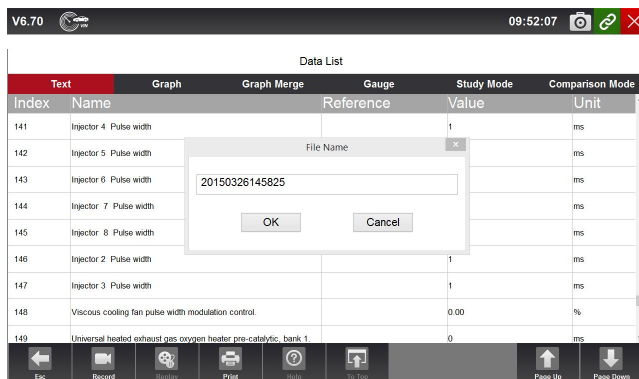 V6.70 VIN 09:52:07
Data List
Text Graph Graph Merge Gauge Study Mode Comparison Mode
Index Name Reference Value Unit
141 Injector 4 Pulse width 1 ms
142 Injector 5 Pulse width ms
143 Injector 6 Pulse width ms
144 Injector 7 Pulse width ms
145 Injector 8 Pulse width ms
146 Injector 2 Pulse width 1 ms
147 Injector 3 Pulse width 1 ms
148 Viscous cooling fan pulse width modulation control. 0.00 %
149 Universal heated exhaust gas oxygen heater pre-catalytic, bank 1. 0 ms
File Name
20150326145825
OK Cancel
Esc Record Replay Print Help To Top Page Up Page Down